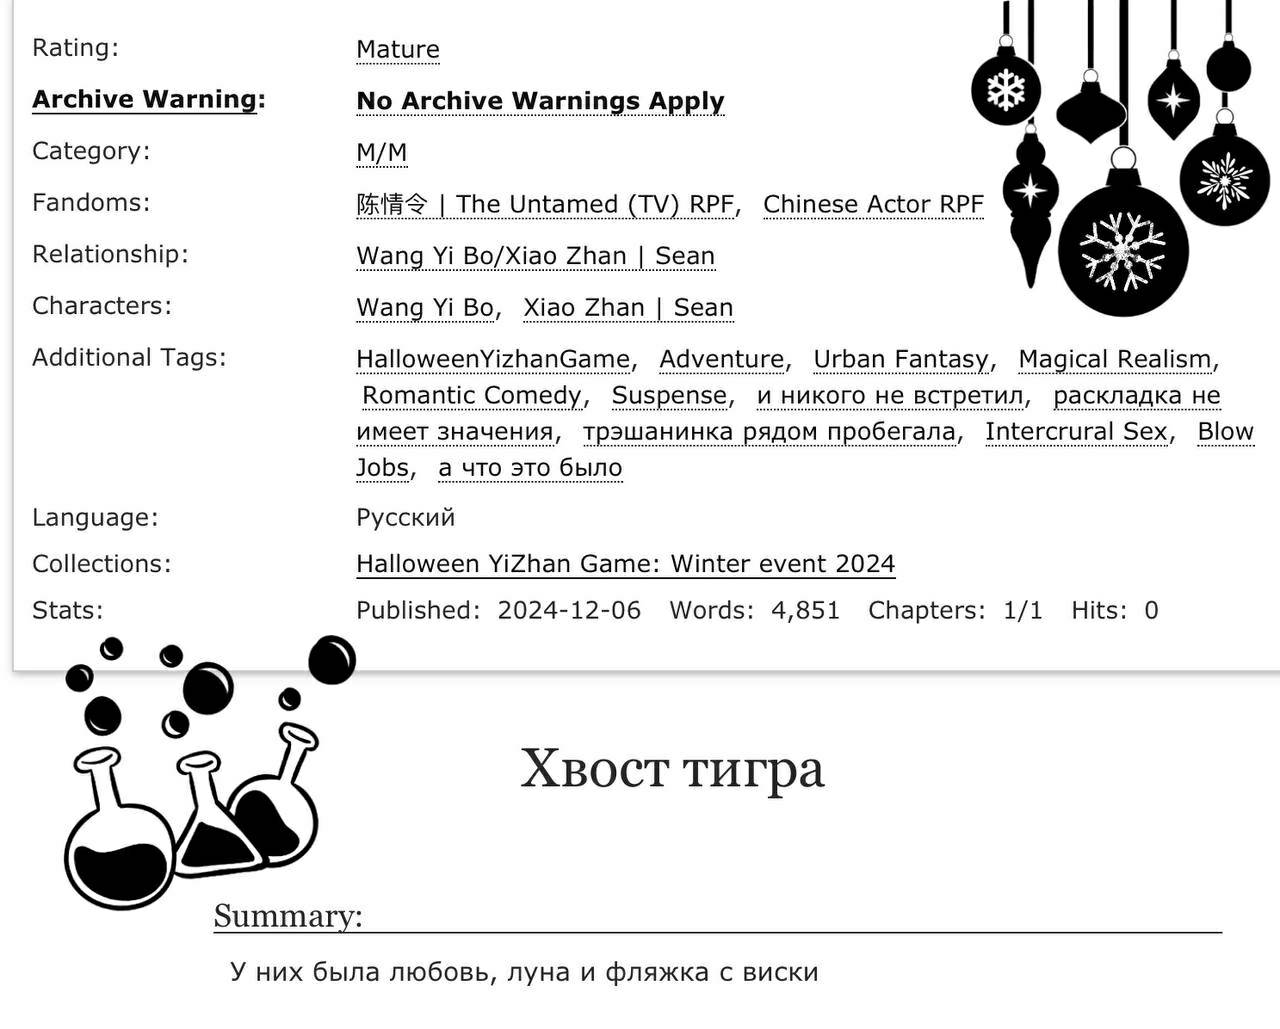 Rating: Mature
Archive Warning: No Archive Warnings Apply
Category: M/M
Fandoms: 陈情令 | The Untamed (TV) RPF, Chinese Actor RPF
Relationship: Wang Yi Bo/Xiao Zhan | Sean
Characters: Wang Yi Bo, Xiao Zhan | Sean
Additional Tags: HalloweenYizhanGame, Adventure, Urban Fantasy, Magical Realism,
Romantic Comedy, Suspense, и никого не встретил, раскладка не
имеет значения, трэшанинка рядом пробегала, Intercrural Sex, Blow
Jobs, а что это было
Language: Русский
Collections: Halloween YiZhan Game: Winter event 2024
Stats: Published: 2024-12-06 Words: 4,851 Chapters: 1/1 Hits: 0
Хвост тигра
Summary:
У них была любовь, луна и фляжка с виски